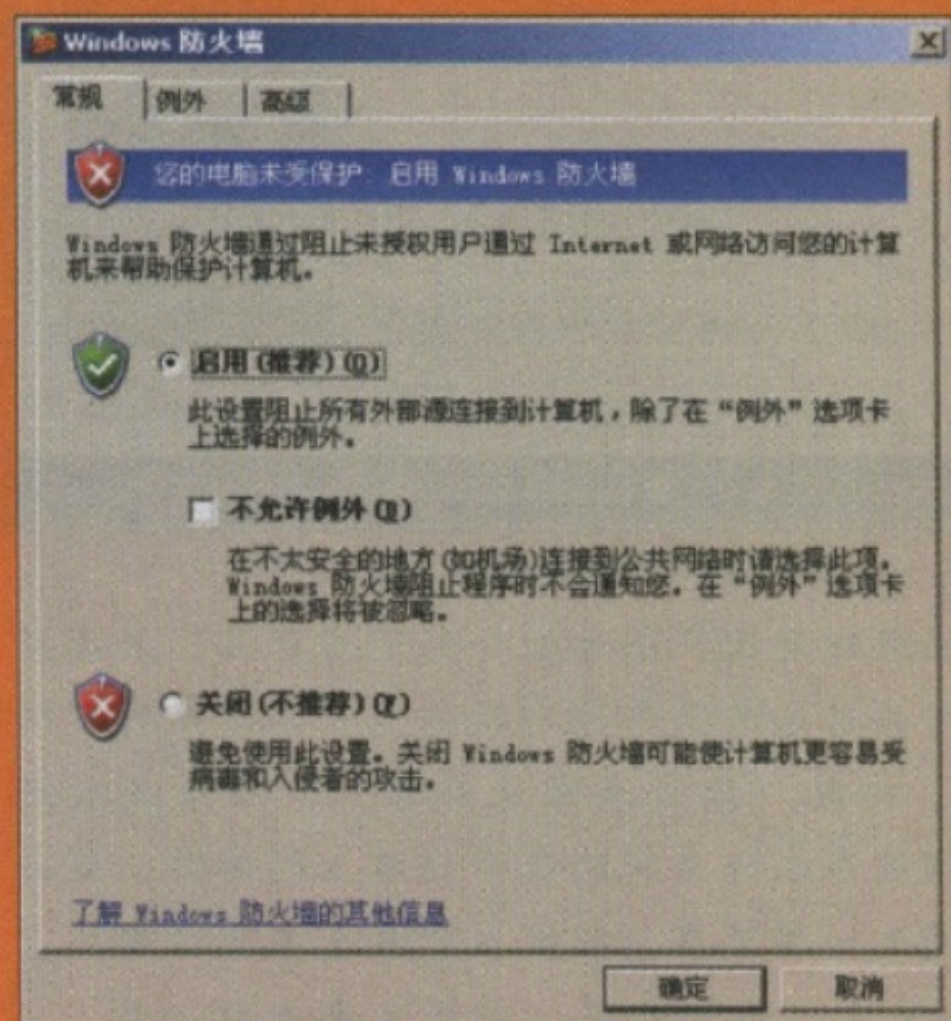 Windows 防火墙
常规 例外 高级
您的电脑未受保护: 启用 Windows 防火墙
Windows 防火墙通过阻止未授权用户通过 Internet 或网络访问您的计算
机来帮助保护计算机。
启用(推荐)(O)
此设置阻止所有外部源连接到计算机，除了在“例外”选项卡
上选择的例外。
不允许例外(D)
在不太安全的地方(如机场)连接到公共网络时请选择此项。
Windows 防火墙阻止程序时不会通知您。在“例外”选项卡
上的选择将被忽略。
关闭(不推荐)(F)
避免使用此设置。关闭 Windows 防火墙可能使计算机更容易受
病毒和入侵者的攻击。
了解 Windows 防火墙的其他信息
确定 取消